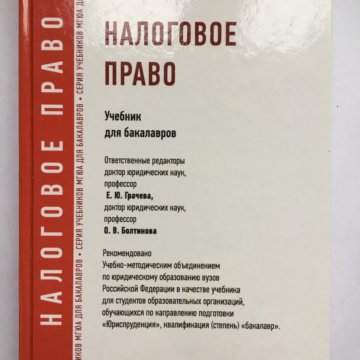 НАЛОГОВОЕ ПРАВО
• СЕРИЯ УЧЕБНИКОВ МГЮА ДЛЯ БАКАЛАВРОВ •
НАЛОГОВОЕ
ПРАВО
Учебник
для бакалавров
Ответственные редакторы
доктор юридических наук,
профессор
Е. Ю. Грачева,
доктор юридических наук,
профессор
О. В. Болтинова
Рекомендовано
Учебно-методическим объединением
по юридическому образованию вузов
Российской Федерации в качестве учебника
для студентов образовательных организаций,
обучающихся по направлению подготовки
«Юриспруденция», квалификация (степень) «бакалавр».